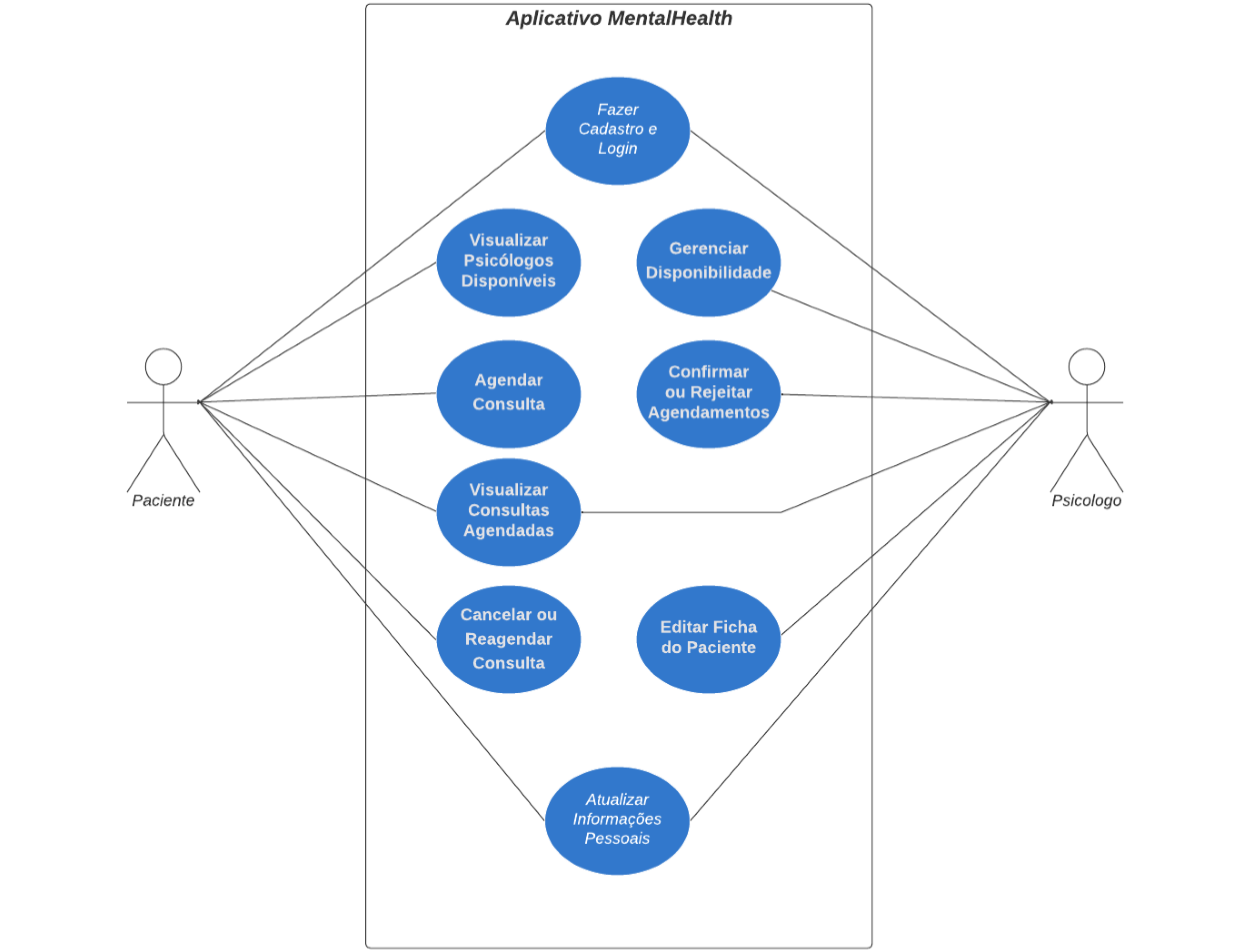 Aplicativo MentalHealth
Fazer
Cadastro e
Login
Visualizar
Psicólogos
Disponíveis
Gerenciar
Disponibilidade
Agendar
Consulta
Confirmar
ou Rejeitar
Agendamentos
Paciente
Psicologo
Visualizar
Consultas
Agendadas
Cancelar ou
Reagendar
Consulta
Editar Ficha
do Paciente
Atualizar
Informações
Pessoais